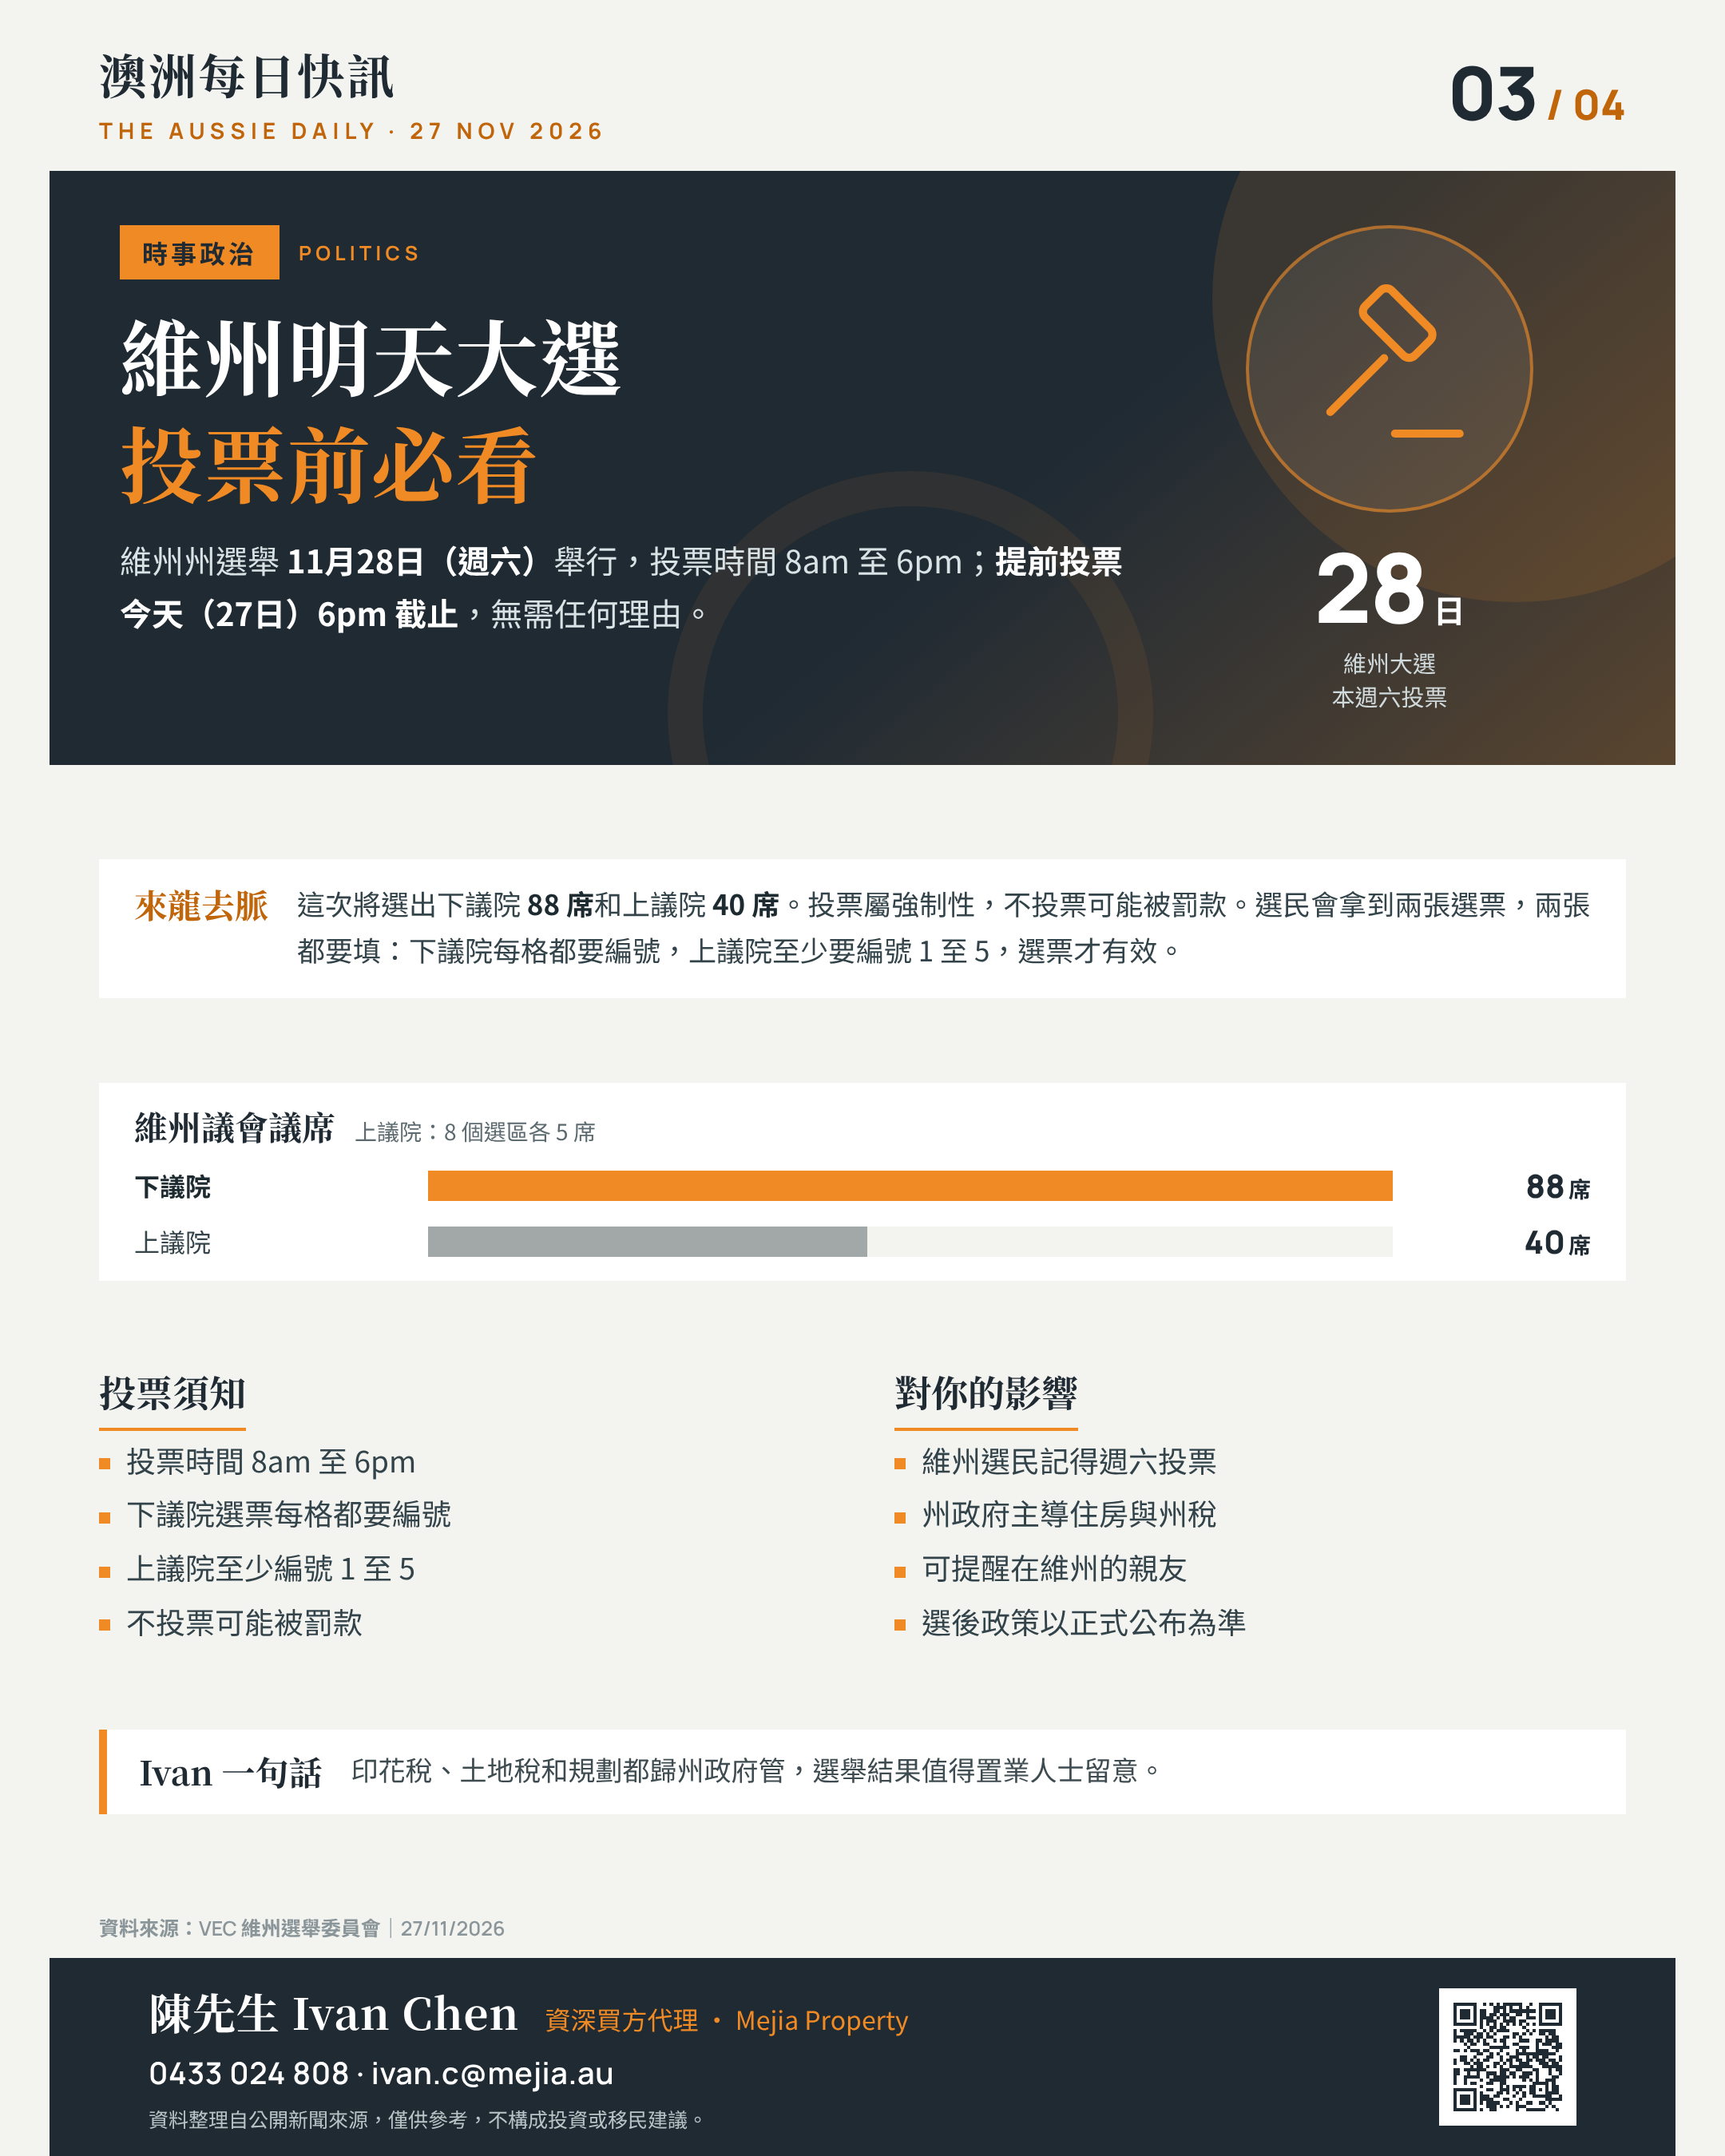 澳洲每日快訊
THE AUSSIE DAILY · 27 NOV 2026
03 / 04
時事政治 POLITICS
維州明天大選
投票前必看
維州州選舉 11月28日（週六）舉行，投票時間 8am 至 6pm；提前投票
今天（27日）6pm 截止，無需任何理由。
28 日
維州大選
本週六投票
來龍去脈 這次將選出下議院 88 席和上議院 40 席。投票屬強制性，不投票可能被罰款。選民會拿到兩張選票，兩張
都要填：下議院每格都要編號，上議院至少要編號 1 至 5，選票才有效。
維州議會議席 上議院：8 個選區各 5 席
下議院 88 席
上議院 40 席
投票須知
投票時間 8am 至 6pm
下議院選票每格都要編號
上議院至少編號 1 至 5
不投票可能被罰款
對你的影響
維州選民記得週六投票
州政府主導住房與州稅
可提醒在維州的親友
選後政策以正式公布為準
Ivan 一句話 印花稅、土地稅和規劃都歸州政府管，選舉結果值得置業人士留意。
資料來源：VEC 維州選舉委員會｜27/11/2026
陳先生 Ivan Chen 資深買方代理 · Mejia Property
0433 024 808 · ivan.c@mejia.au
資料整理自公開新聞來源，僅供參考，不構成投資或移民建議。